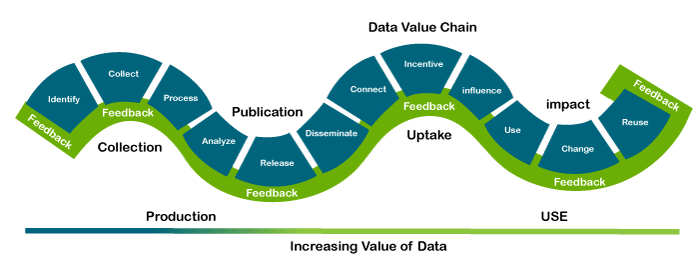 Data Value Chain
Identify
Collect
Process
Analyze
Release
Disseminate
Connect
Incentive
influence
Use
Change
Reuse
Feedback
Feedback
Feedback
Feedback
Feedback
Feedback
Collection
Publication
Uptake
impact
Production
USE
Increasing Value of Data